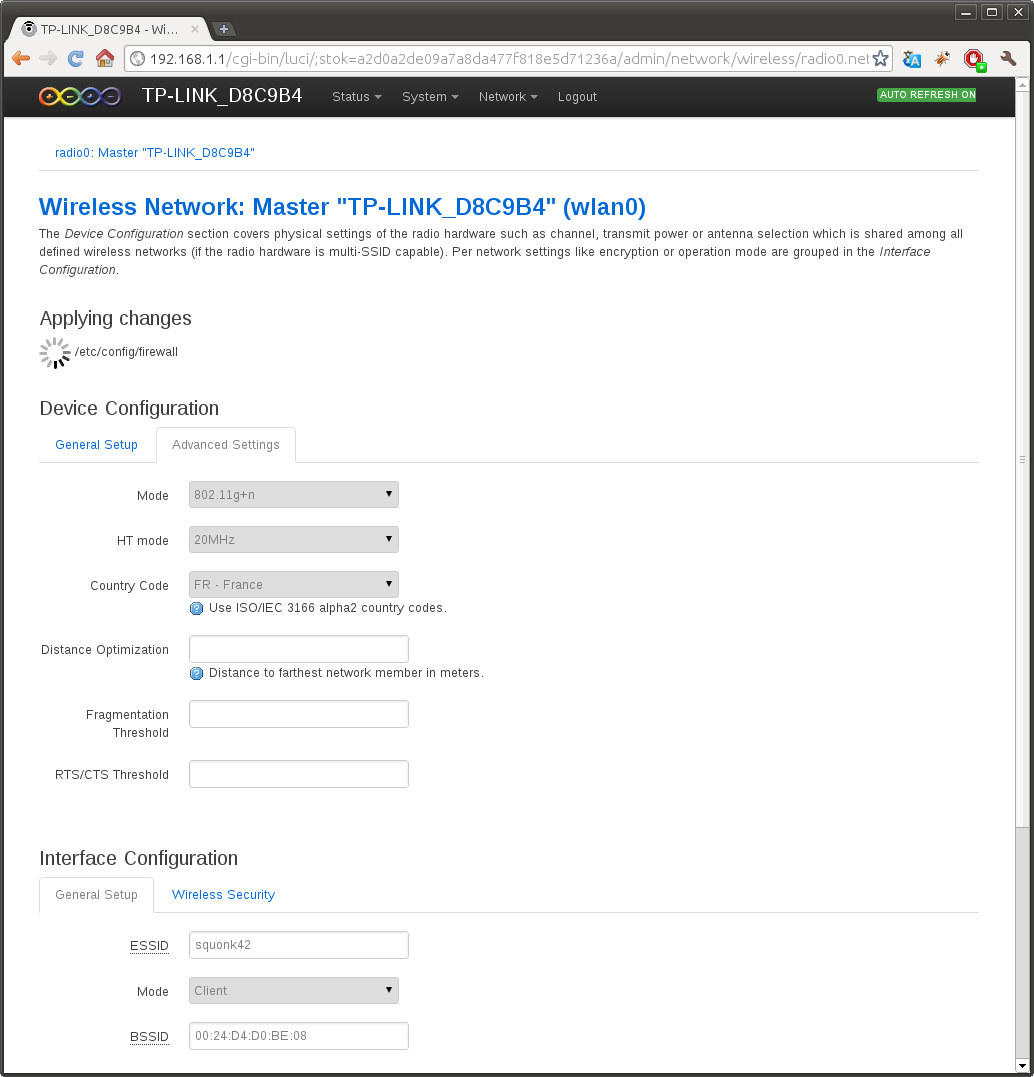 TP-LINK_D8C9B4 - Wi...
192.168.1.1/cgi-bin/luci/;stok=a2d0a2de09a7a8da477f818e5d71236a/admin/network/wireless/radio0.net
TP-LINK_D8C9B4 Status System Network Logout AUTO REFRESH ON
radio0: Master "TP-LINK_D8C9B4"
Wireless Network: Master "TP-LINK_D8C9B4" (wlan0)
The Device Configuration section covers physical settings of the radio hardware such as channel, transmit power or antenna selection which is shared among all
defined wireless networks (if the radio hardware is multi-SSID capable). Per network settings like encryption or operation mode are grouped in the Interface
Configuration.
Applying changes
/etc/config/firewall
Device Configuration
General Setup Advanced Settings
Mode 802.11g+n
HT mode 20MHz
Country Code FR - France
Use ISO/IEC 3166 alpha2 country codes.
Distance Optimization
Distance to farthest network member in meters.
Fragmentation
Threshold
RTS/CTS Threshold
Interface Configuration
General Setup Wireless Security
ESSID squonk42
Mode Client
BSSID 00:24:D4:D0:BE:08